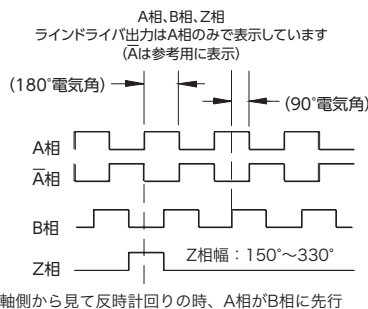 A相、B相、Z相
ラインドライバ出力はA相のみで表示しています
(A̅は参考用に表示)
(180°電気角)
(90°電気角)
A相
A̅相
B相
Z相幅：150°～330°
Z相
軸側から見て反時計回りの時、A相がB相に先行